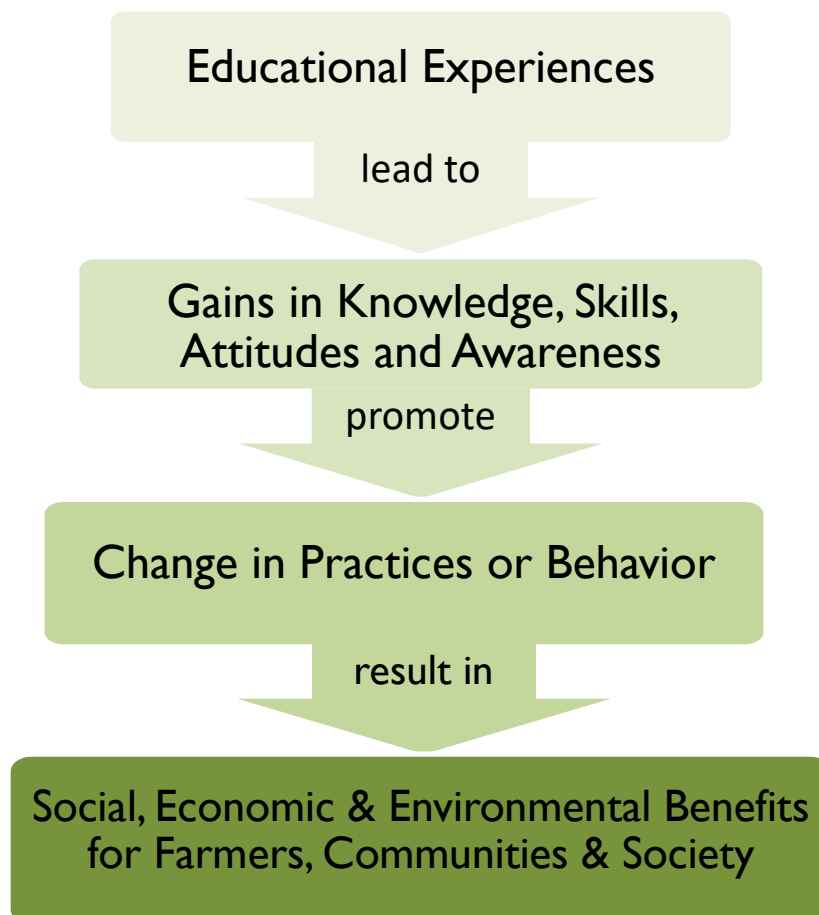 Educational Experiences
lead to
Gains in Knowledge, Skills,
Attitudes and Awareness
promote
Change in Practices or Behavior
result in
Social, Economic & Environmental Benefits
for Farmers, Communities & Society